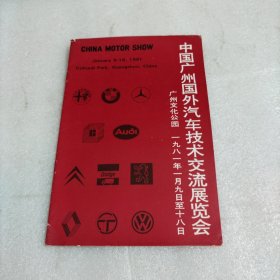 CHINA MOTOR SHOW
January 9-18, 1981
Cultural Park, Guangzhou, China
中国广州国外汽车技术交流展览会
广州文化公园 一九八一年一月九日至十八日
Audi
Dodge